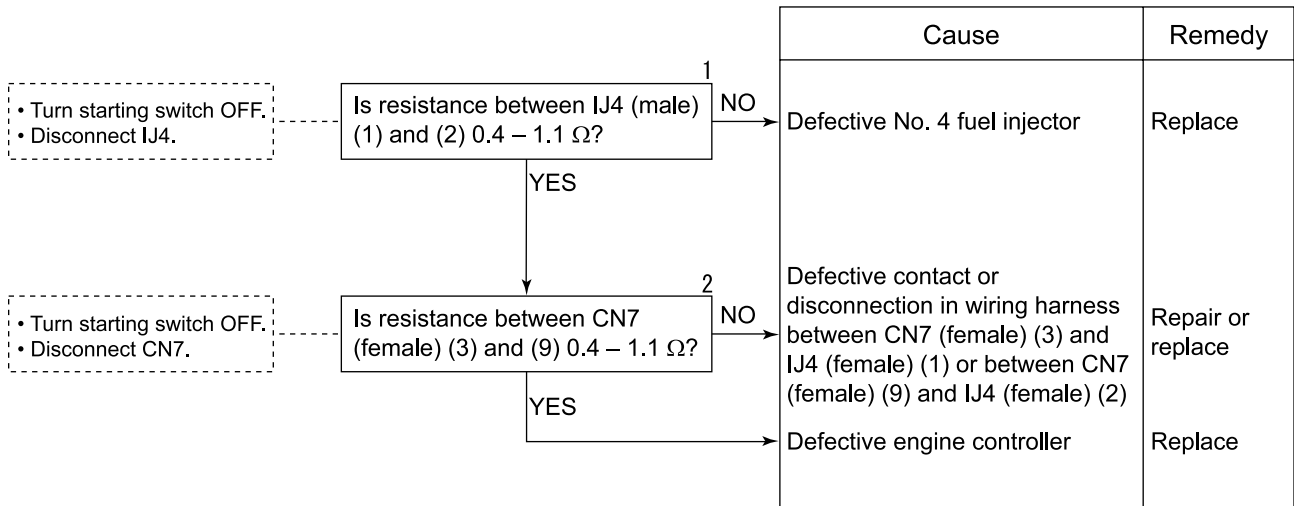 Cause
Remedy
• Turn starting switch OFF.
• Disconnect IJ4.
1
Is resistance between IJ4 (male)
(1) and (2) 0.4 – 1.1 Ω?
NO
Defective No. 4 fuel injector
Replace
YES
• Turn starting switch OFF.
• Disconnect CN7.
2
Is resistance between CN7
(female) (3) and (9) 0.4 – 1.1 Ω?
NO
Defective contact or
disconnection in wiring harness
between CN7 (female) (3) and
IJ4 (female) (1) or between CN7
(female) (9) and IJ4 (female) (2)
Repair or
replace
YES
Defective engine controller
Replace